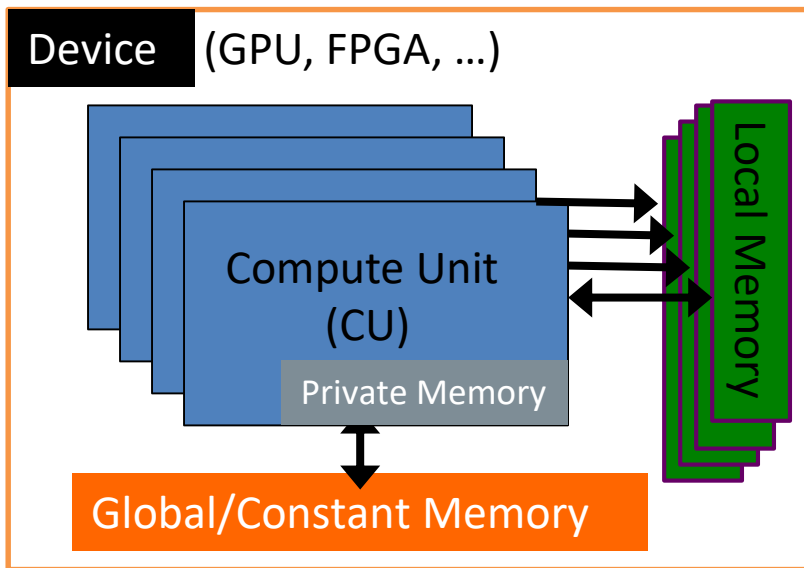 Device (GPU, FPGA, …)
Compute Unit
(CU)
Private Memory
Local Memory
Global/Constant Memory